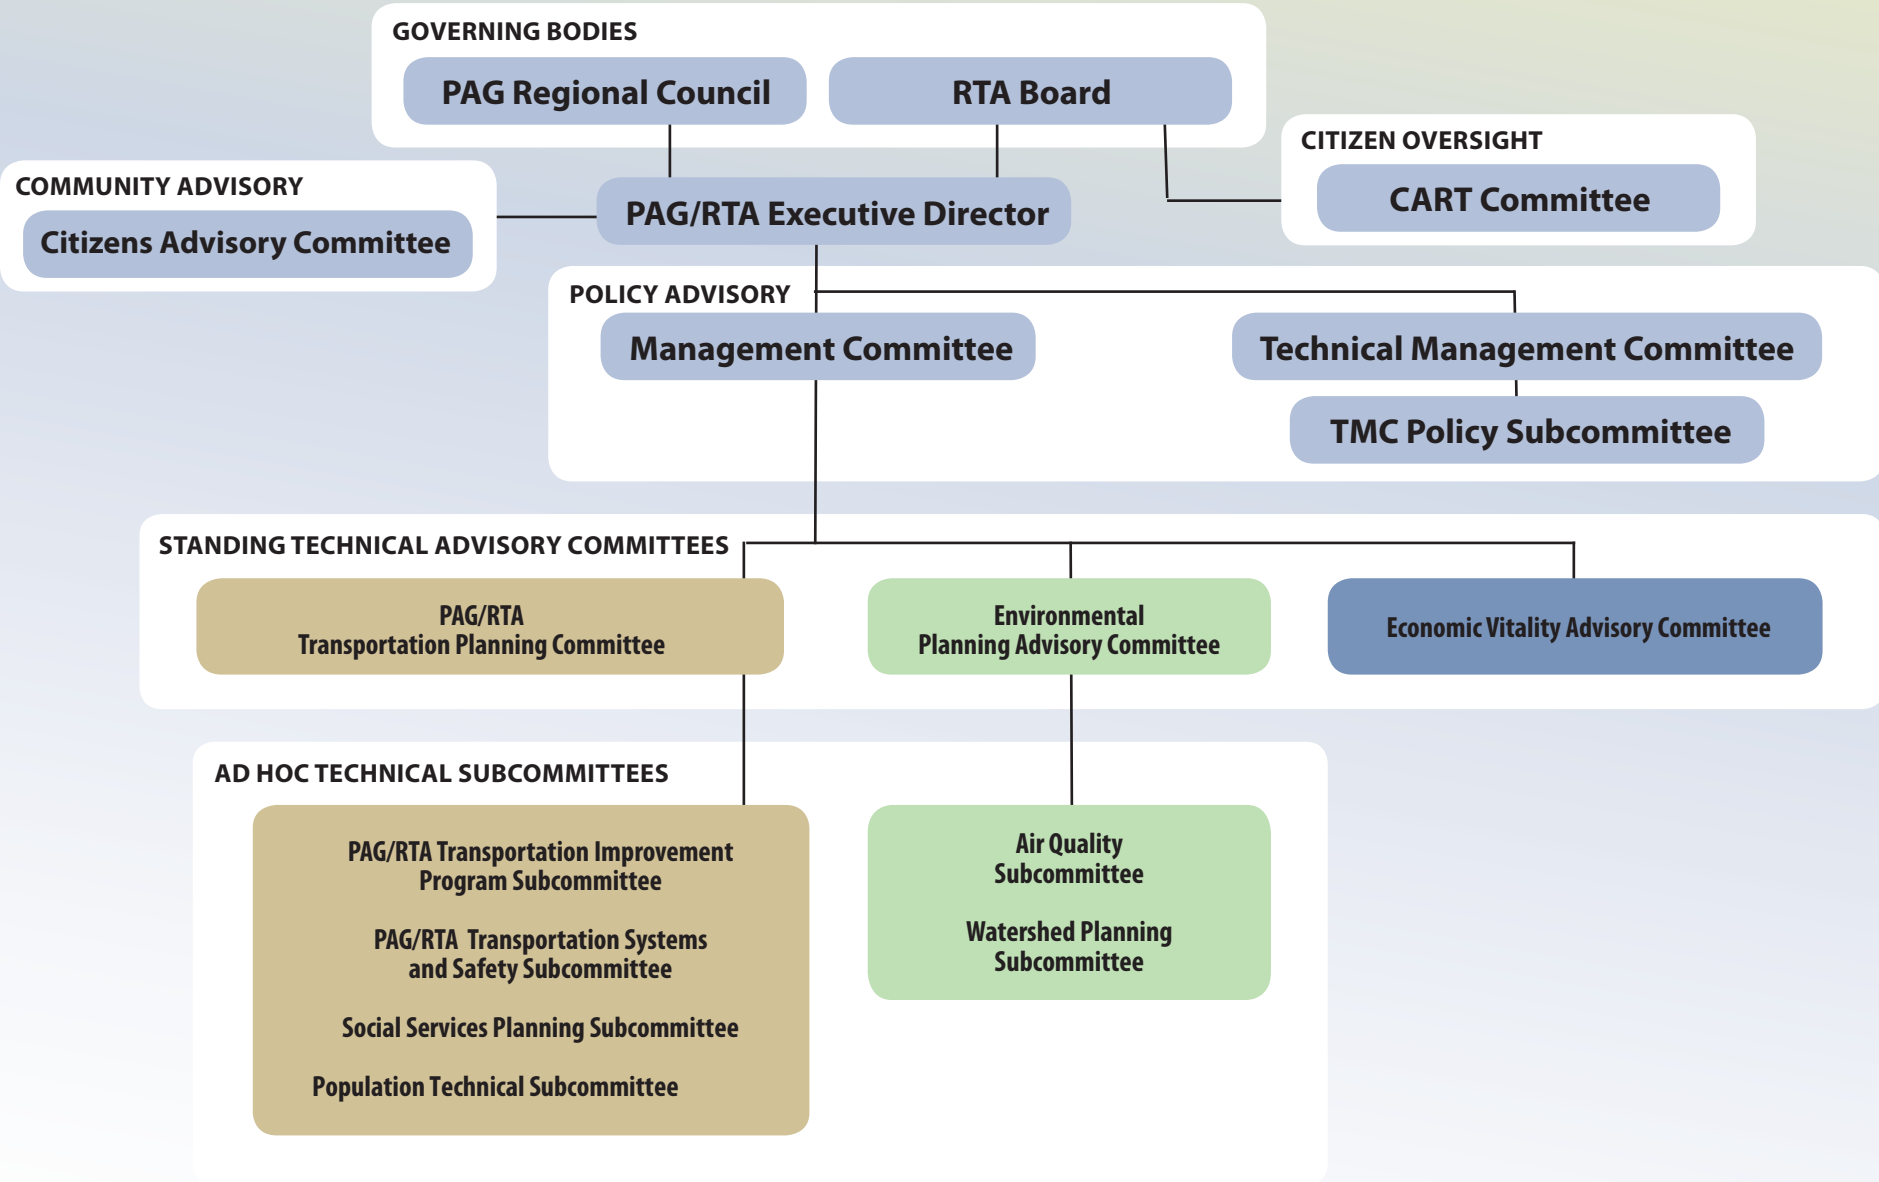 GOVERNING BODIES
PAG Regional Council
RTA Board
CITIZEN OVERSIGHT
CART Committee
COMMUNITY ADVISORY
Citizens Advisory Committee
PAG/RTA Executive Director
POLICY ADVISORY
Management Committee
Technical Management Committee
TMC Policy Subcommittee
STANDING TECHNICAL ADVISORY COMMITTEES
PAG/RTA
Transportation Planning Committee
Environmental
Planning Advisory Committee
Economic Vitality Advisory Committee
AD HOC TECHNICAL SUBCOMMITTEES
PAG/RTA Transportation Improvement
Program Subcommittee
PAG/RTA Transportation Systems
and Safety Subcommittee
Social Services Planning Subcommittee
Population Technical Subcommittee
Air Quality
Subcommittee
Watershed Planning
Subcommittee